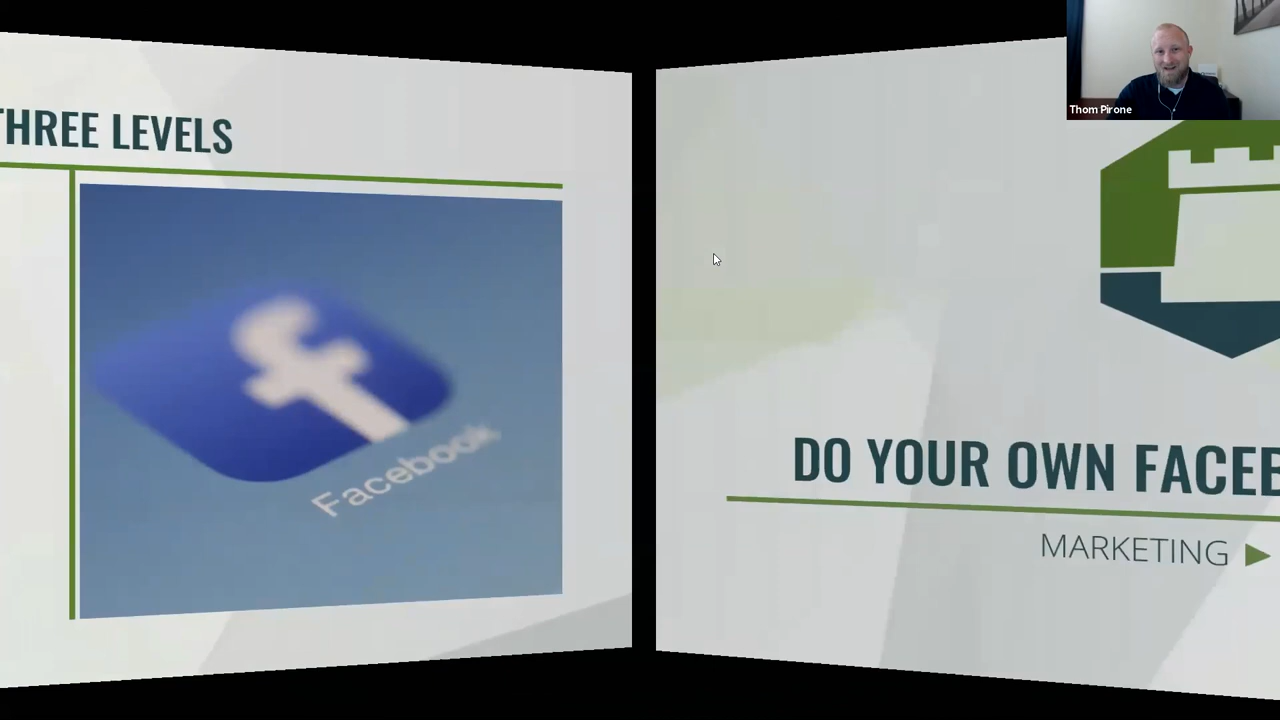 THREE LEVELS
Facebook
DO YOUR OWN FACEB
MARKETING
Thom Pirone